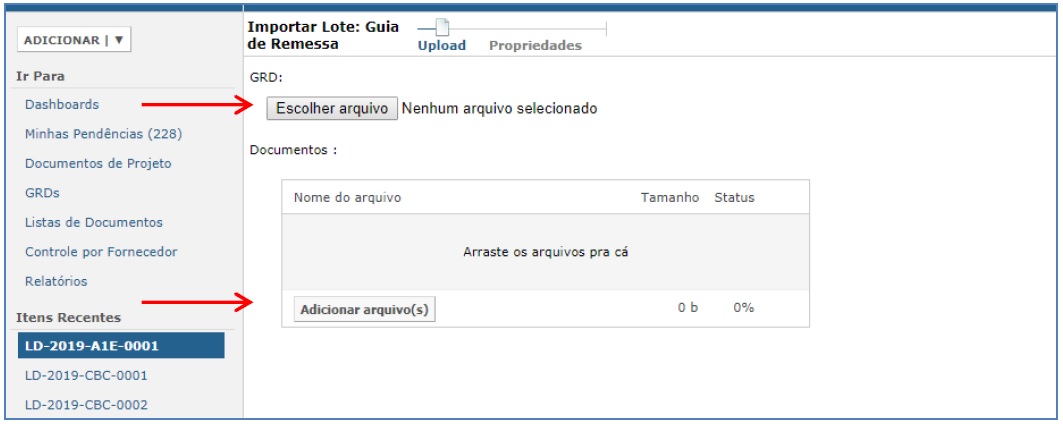 ADICIONAR | ▼
Ir Para
Dashboards
Minhas Pendências (228)
Documentos de Projeto
GRDs
Listas de Documentos
Controle por Fornecedor
Relatórios
Itens Recentes
LD-2019-A1E-0001
LD-2019-CBC-0001
LD-2019-CBC-0002
Importar Lote: Guia
de Remessa
Upload Propriedades
GRD:
Escolher arquivo Nenhum arquivo selecionado
Documentos :
Nome do arquivo Tamanho Status
Arraste os arquivos pra cá
Adicionar arquivo(s) 0 b 0%